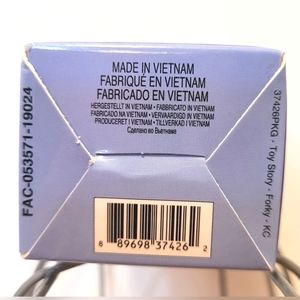 MADE IN VIETNAM
FABRIQUÉ EN VIETNAM
FABRICADO EN VIETNAM
HERGESTELLT IN VIETNAM • FABBRICATO IN VIETNAM
FABRICADO NA VIETNAM • VERVAARDIGD IN VIETNAM
PRODUCERET I VIETNAM • TILLVERKAD I VIETNAM
Сделано во Вьетнаме
FAC-053571-19024
37426PKG - Toy Story - Forky - KC
8 89698 37426 2